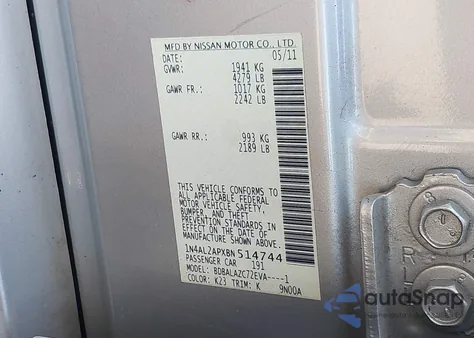 MFD BY NISSAN MOTOR CO., LTD.
DATE: 05/11
GVWR: 1941 KG
4279 LB
GAWR FR.: 1017 KG
2242 LB
GAWR RR.: 993 KG
2189 LB
THIS VEHICLE CONFORMS TO
ALL APPLICABLE FEDERAL
MOTOR VEHICLE SAFETY,
BUMPER, AND THEFT
PREVENTION STANDARDS IN
EFFECT ON THE DATE OF
MANUFACTURE SHOWN ABOVE.
1N4AL2APXBN514744
PASSENGER CAR 191
MODEL: BDBALAZC72EVA----1
COLOR: K23 TRIM: K 9N00A
autoSnap